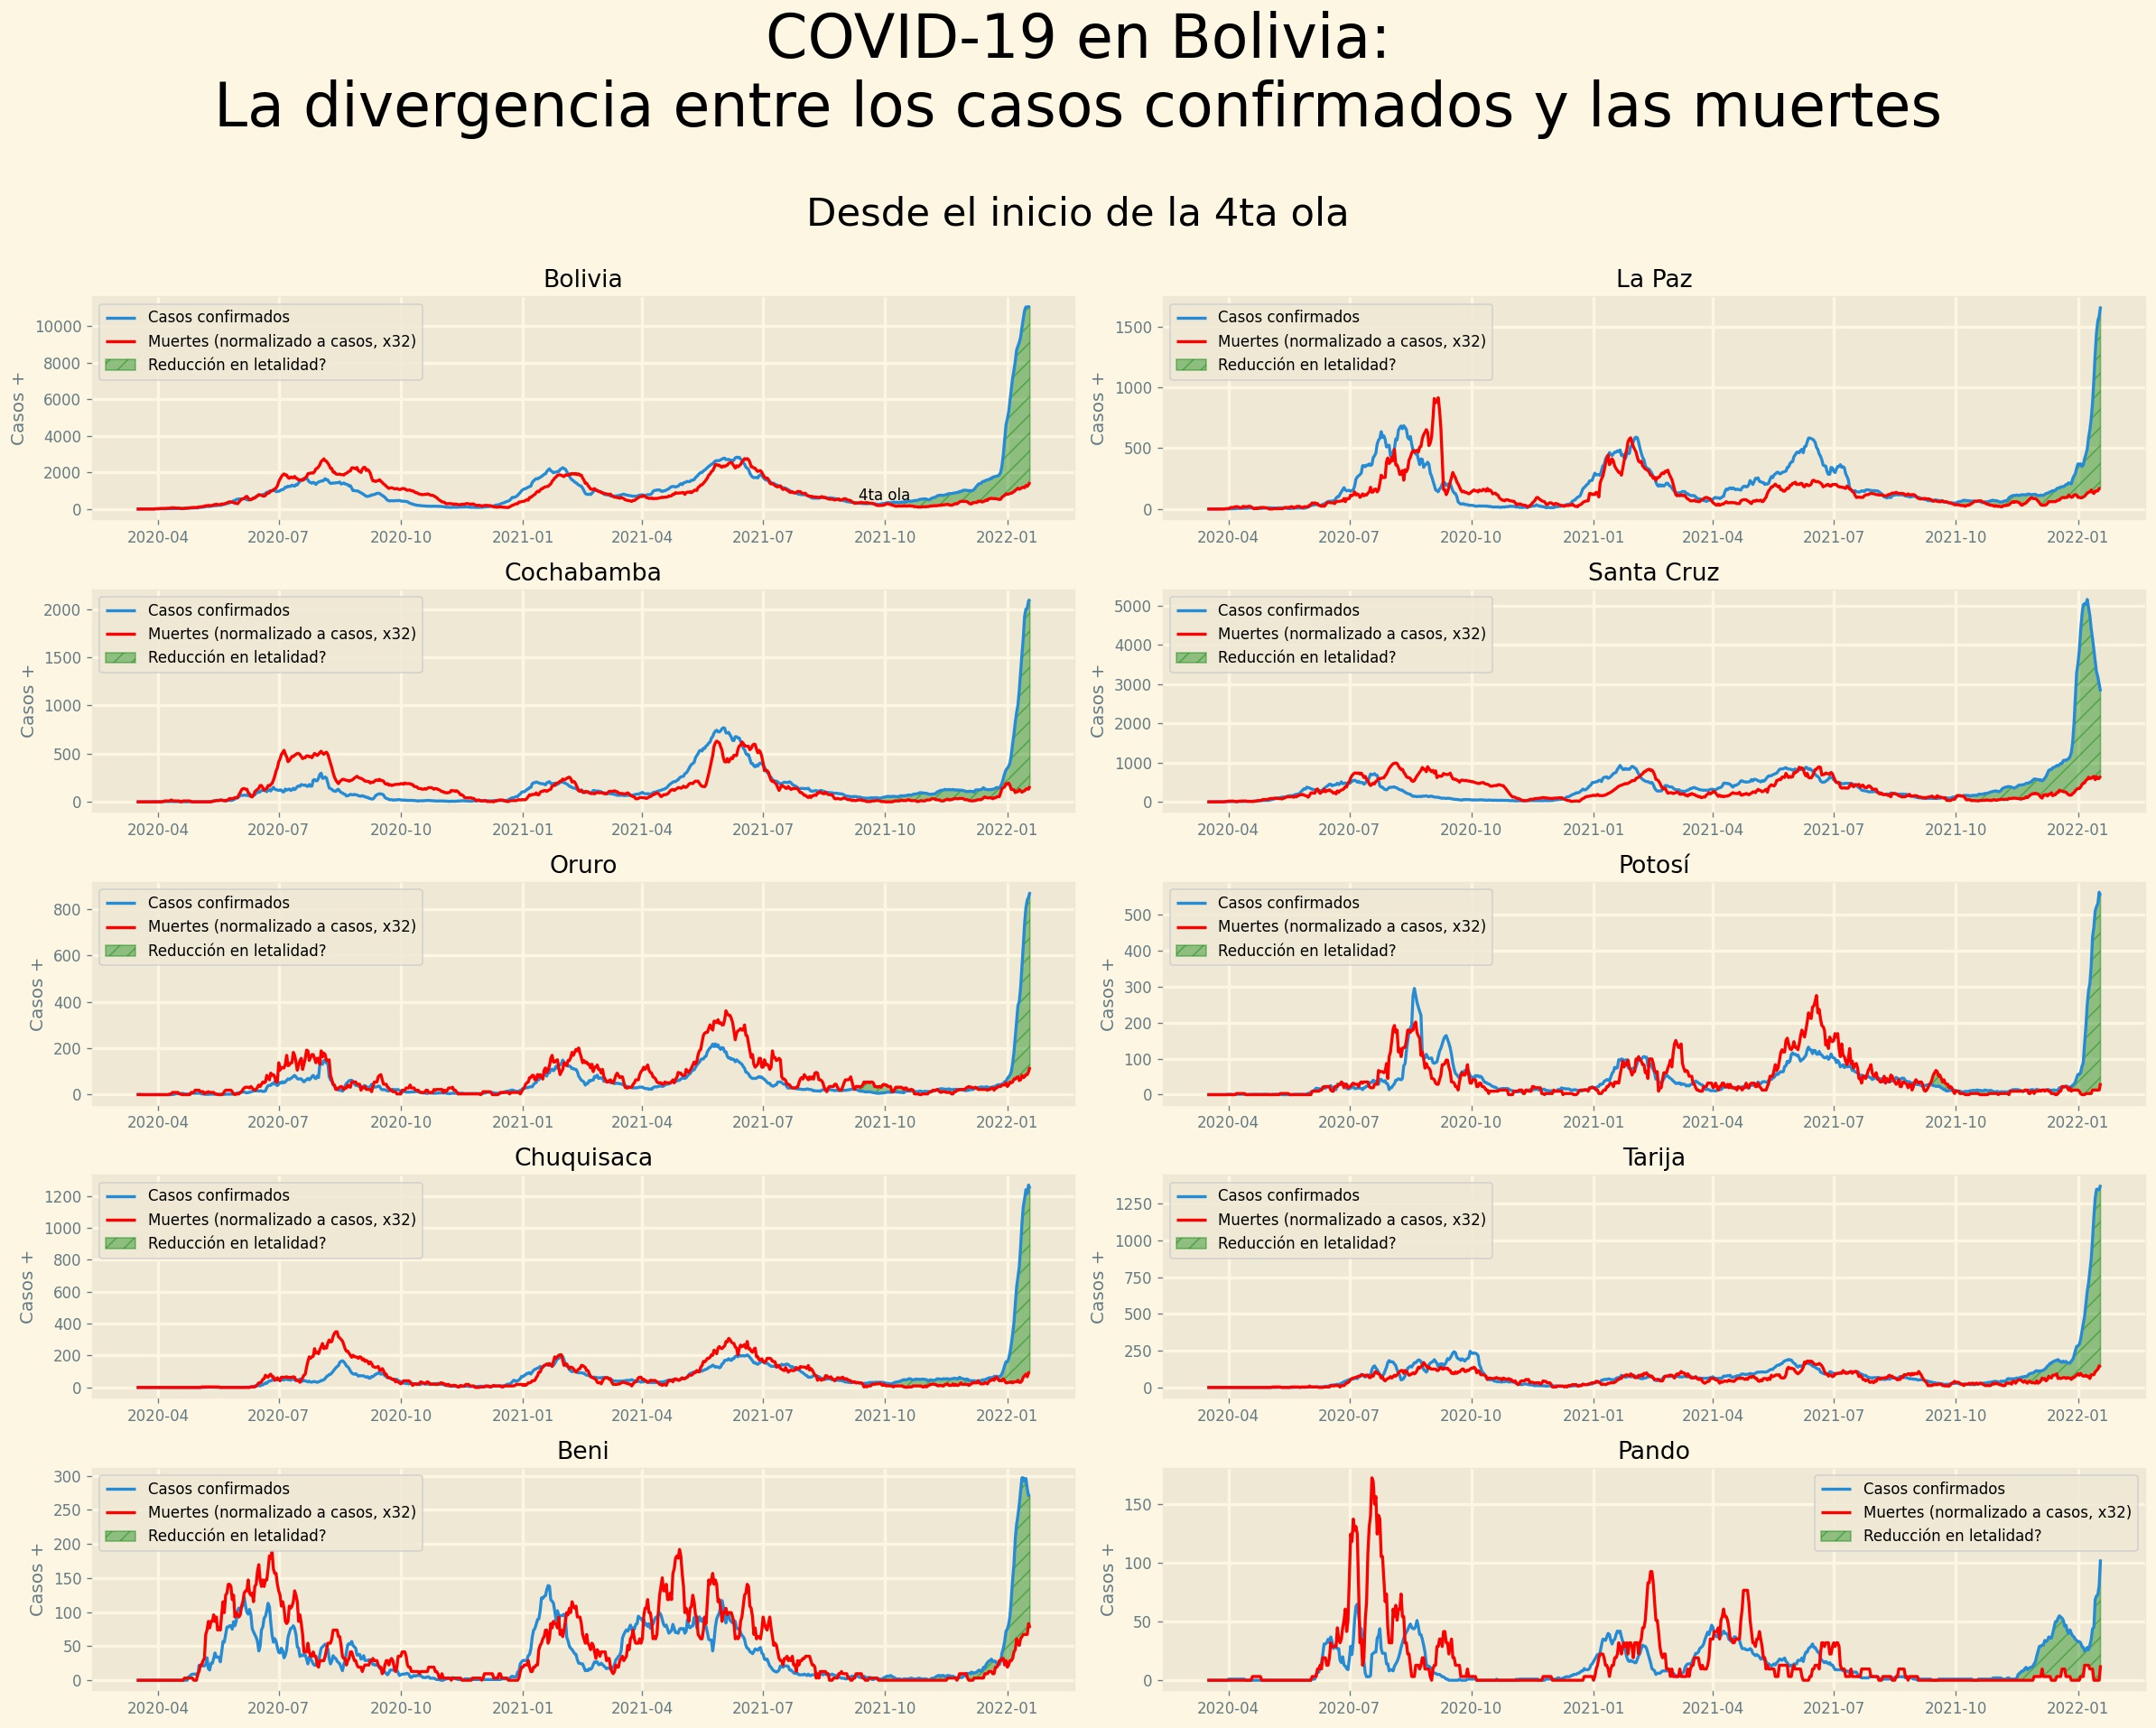 COVID-19 en Bolivia:
La divergencia entre los casos confirmados y las muertes
Desde el inicio de la 4ta ola
Bolivia
Casos +
10000
8000
6000
4000
2000
0
Casos confirmados
Muertes (normalizado a casos, x32)
Reducción en letalidad?
4ta ola
2020-04 2020-07 2020-10 2021-01 2021-04 2021-07 2021-10 2022-01
La Paz
Casos +
1500
1000
500
0
Casos confirmados
Muertes (normalizado a casos, x32)
Reducción en letalidad?
2020-04 2020-07 2020-10 2021-01 2021-04 2021-07 2021-10 2022-01
Cochabamba
Casos +
2000
1500
1000
500
0
Casos confirmados
Muertes (normalizado a casos, x32)
Reducción en letalidad?
2020-04 2020-07 2020-10 2021-01 2021-04 2021-07 2021-10 2022-01
Santa Cruz
Casos +
5000
4000
3000
2000
1000
0
Casos confirmados
Muertes (normalizado a casos, x32)
Reducción en letalidad?
2020-04 2020-07 2020-10 2021-01 2021-04 2021-07 2021-10 2022-01
Oruro
Casos +
800
600
400
200
0
Casos confirmados
Muertes (normalizado a casos, x32)
Reducción en letalidad?
2020-04 2020-07 2020-10 2021-01 2021-04 2021-07 2021-10 2022-01
Potosí
Casos +
500
400
300
200
100
0
Casos confirmados
Muertes (normalizado a casos, x32)
Reducción en letalidad?
2020-04 2020-07 2020-10 2021-01 2021-04 2021-07 2021-10 2022-01
Chuquisaca
Casos +
1200
1000
800
600
400
200
0
Casos confirmados
Muertes (normalizado a casos, x32)
Reducción en letalidad?
2020-04 2020-07 2020-10 2021-01 2021-04 2021-07 2021-10 2022-01
Tarija
Casos +
1250
1000
750
500
250
0
Casos confirmados
Muertes (normalizado a casos, x32)
Reducción en letalidad?
2020-04 2020-07 2020-10 2021-01 2021-04 2021-07 2021-10 2022-01
Beni
Casos +
300
250
200
150
100
50
0
Casos confirmados
Muertes (normalizado a casos, x32)
Reducción en letalidad?
2020-04 2020-07 2020-10 2021-01 2021-04 2021-07 2021-10 2022-01
Pando
Casos +
150
100
50
0
Casos confirmados
Muertes (normalizado a casos, x32)
Reducción en letalidad?
2020-04 2020-07 2020-10 2021-01 2021-04 2021-07 2021-10 2022-01